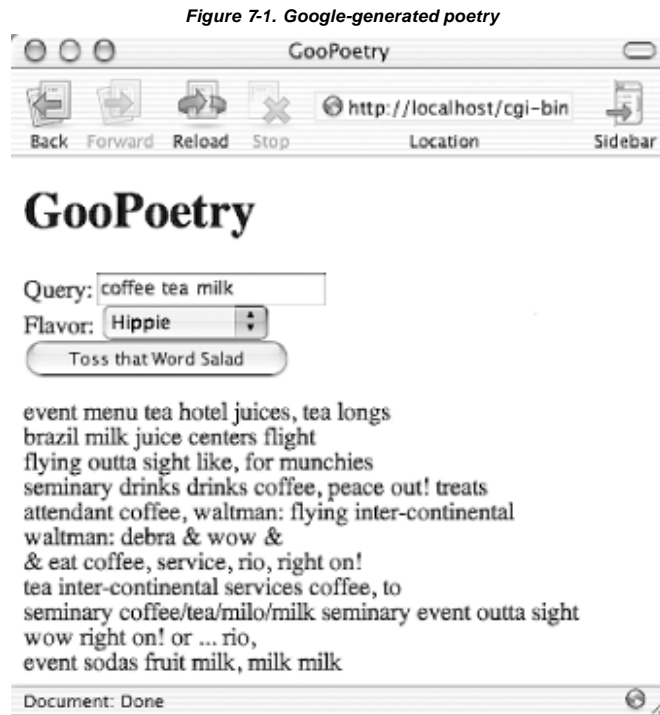 Figure 7-1. Google-generated poetry
GooPoetry
http://localhost/cgi-bin
Back Forward Reload Stop Location Sidebar
GooPoetry
Query: coffee tea milk
Flavor: Hippie
Toss that Word Salad
event menu tea hotel juices, tea longs
brazil milk juice centers flight
flying outta sight like, for munchies
seminary drinks drinks coffee, peace out! treats
attendant coffee, waltman: flying inter-continental
waltman: debra & wow &
& eat coffee, service, rio, right on!
tea inter-continental services coffee, to
seminary coffee/tea/milo/milk seminary event outta sight
wow right on! or ... rio,
event sodas fruit milk, milk milk
Document: Done